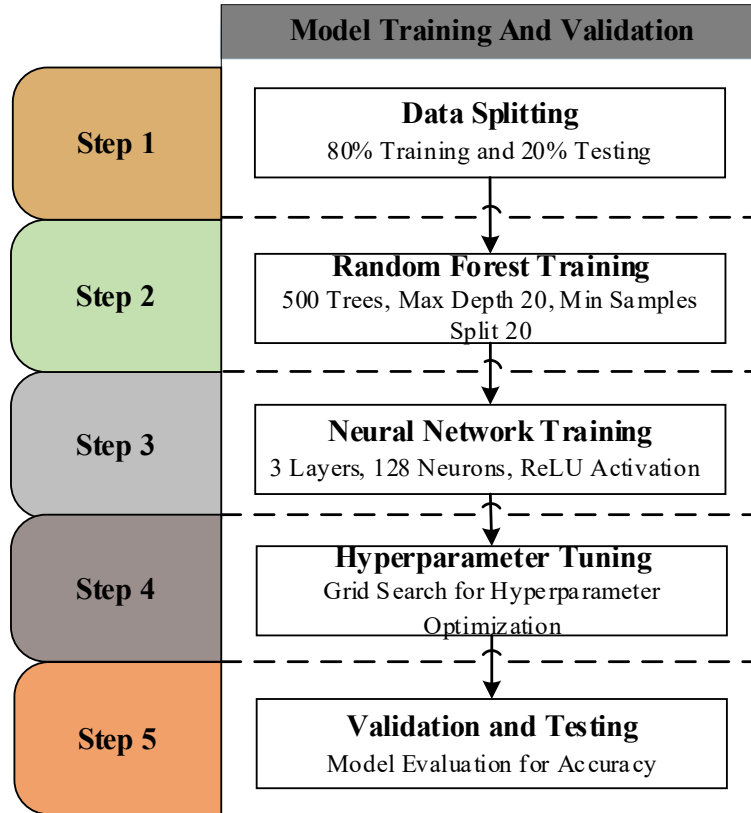 Model Training And Validation
Step 1
Data Splitting
80% Training and 20% Testing
Step 2
Random Forest Training
500 Trees, Max Depth 20, Min Samples
Split 20
Step 3
Neural Network Training
3 Layers, 128 Neurons, ReLU Activation
Step 4
Hyperparameter Tuning
Grid Search for Hyperparameter
Optimization
Step 5
Validation and Testing
Model Evaluation for Accuracy